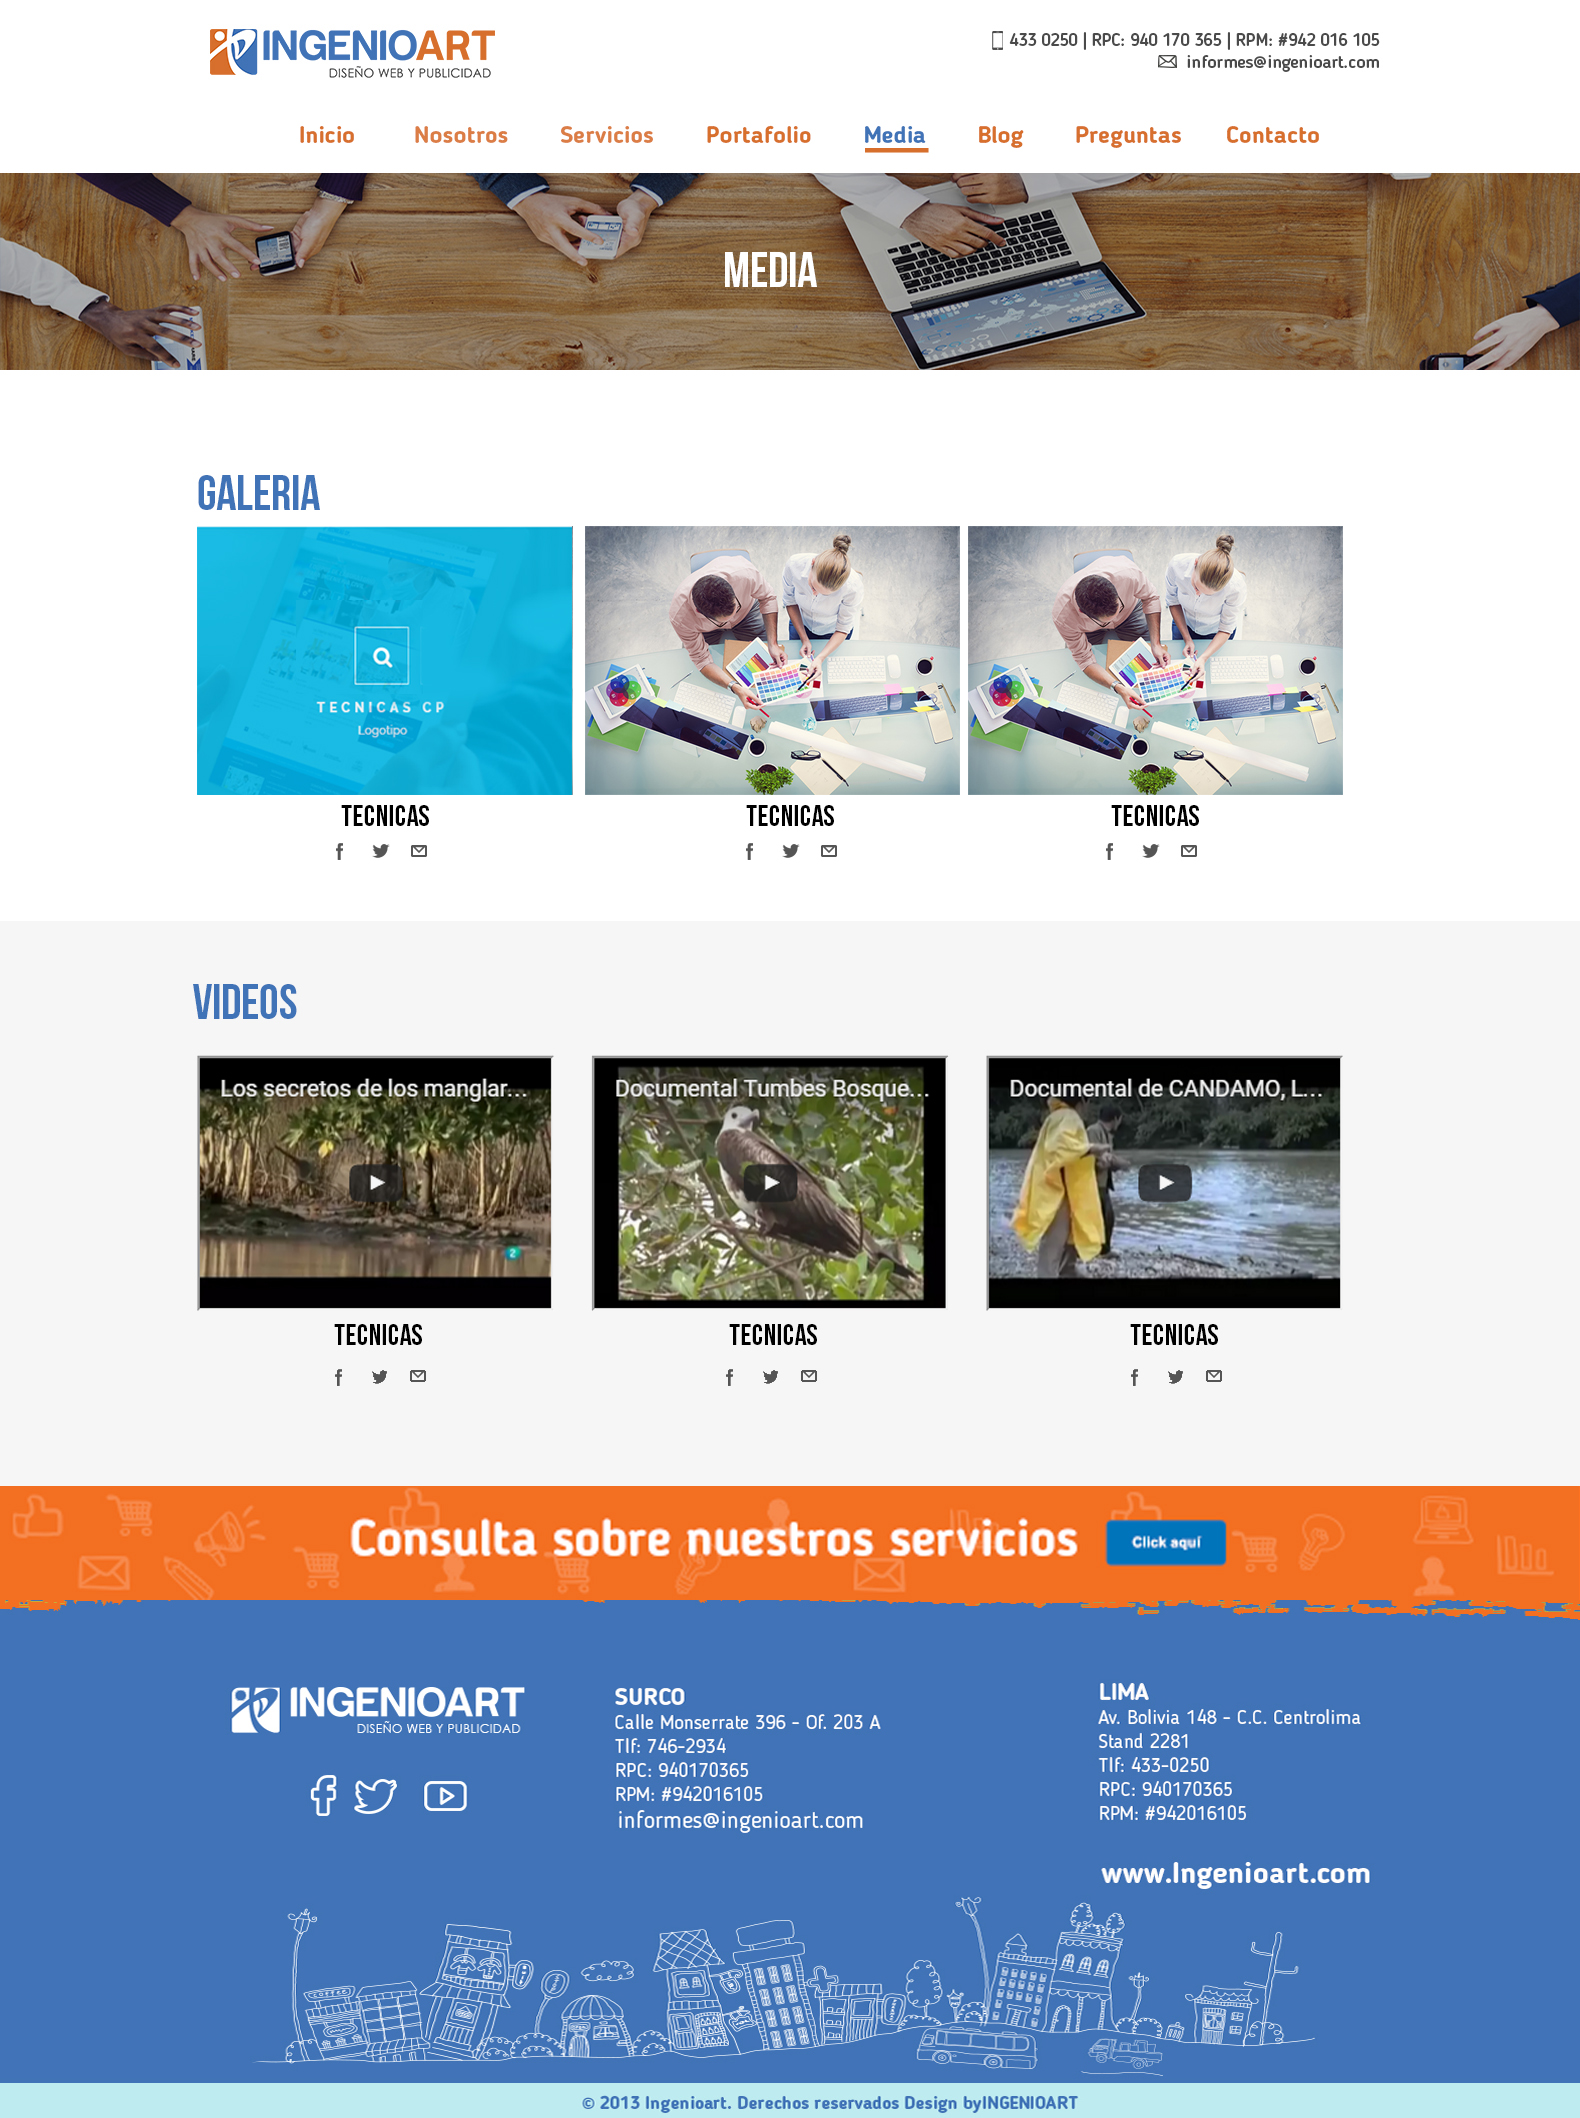 INGENIOART
DISEÑO WEB Y PUBLICIDAD
433 0250 | RPC: 940 170 365 | RPM: #942 016 105
informes@ingenioart.com
Inicio Nosotros Servicios Portafolio Media Blog Preguntas Contacto
MEDIA
GALERIA
TECNICAS CP
Logotipo
TECNICAS TECNICAS TECNICAS
VIDEOS
Los secretos de los manglar... Documental Tumbes Bosque... Documental de CANDAMO, L...
2
TECNICAS TECNICAS TECNICAS
Consulta sobre nuestros servicios Click aquí
INGENIOART
DISEÑO WEB Y PUBLICIDAD
SURCO
Calle Monserrate 396 - Of. 203 A
Tlf: 746-2934
RPC: 940170365
RPM: #942016105
informes@ingenioart.com
LIMA
Av. Bolivia 148 - C.C. Centrolima
Stand 2281
Tlf: 433-0250
RPC: 940170365
RPM: #942016105
www.Ingenioart.com
© 2013 Ingenioart. Derechos reservados Design byINGENIOART